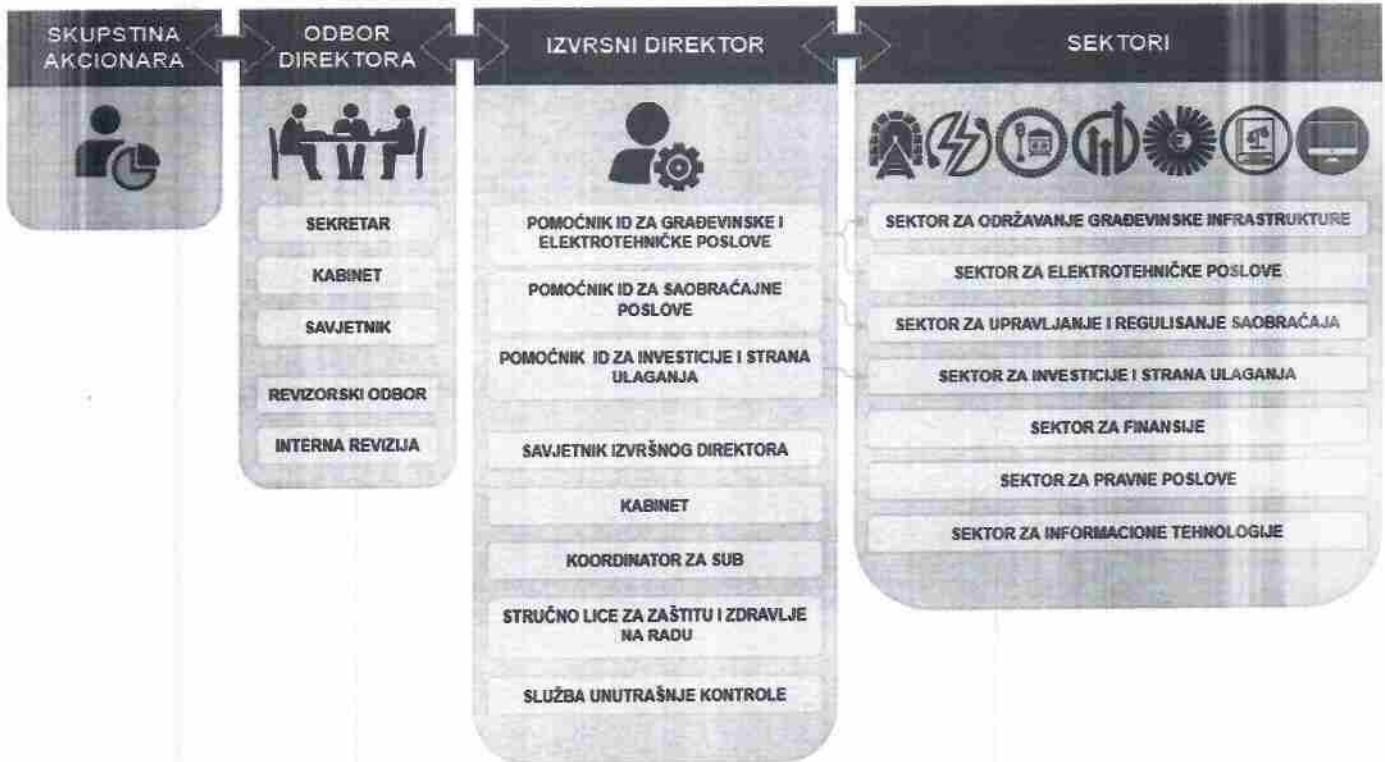 SKUPSTINA
AKCIONARA
ODBOR
DIREKTORA
SEKRETAR
KABINET
SAVJETNIK
REVIZORSKI ODBOR
INTERNA REVIZIJA
IZVRSNI DIREKTOR
POMOĆNIK ID ZA GRAĐEVINSKE I
ELEKTROTEHNIČKE POSLOVE
POMOĆNIK ID ZA SAOBRAĆAJNE
POSLOVE
POMOĆNIK ID ZA INVESTICIJE I STRANA
ULAGANJA
SAVJETNIK IZVRŠNOG DIREKTORA
KABINET
KOORDINATOR ZA SUB
STRUČNO LICE ZA ZAŠTITU I ZDRAVLJE
NA RADU
SLUŽBA UNUTRAŠNJE KONTROLE
SEKTORI
SEKTOR ZA ODRŽAVANJE GRAĐEVINSKE INFRASTRUKTURE
SEKTOR ZA ELEKTROTEHNIČKE POSLOVE
SEKTOR ZA UPRAVLJANJE I REGULISANJE SAOBRAĆAJA
SEKTOR ZA INVESTICIJE I STRANA ULAGANJA
SEKTOR ZA FINANSIJE
SEKTOR ZA PRAVNE POSLOVE
SEKTOR ZA INFORMACIONE TEHNOLOGIJE